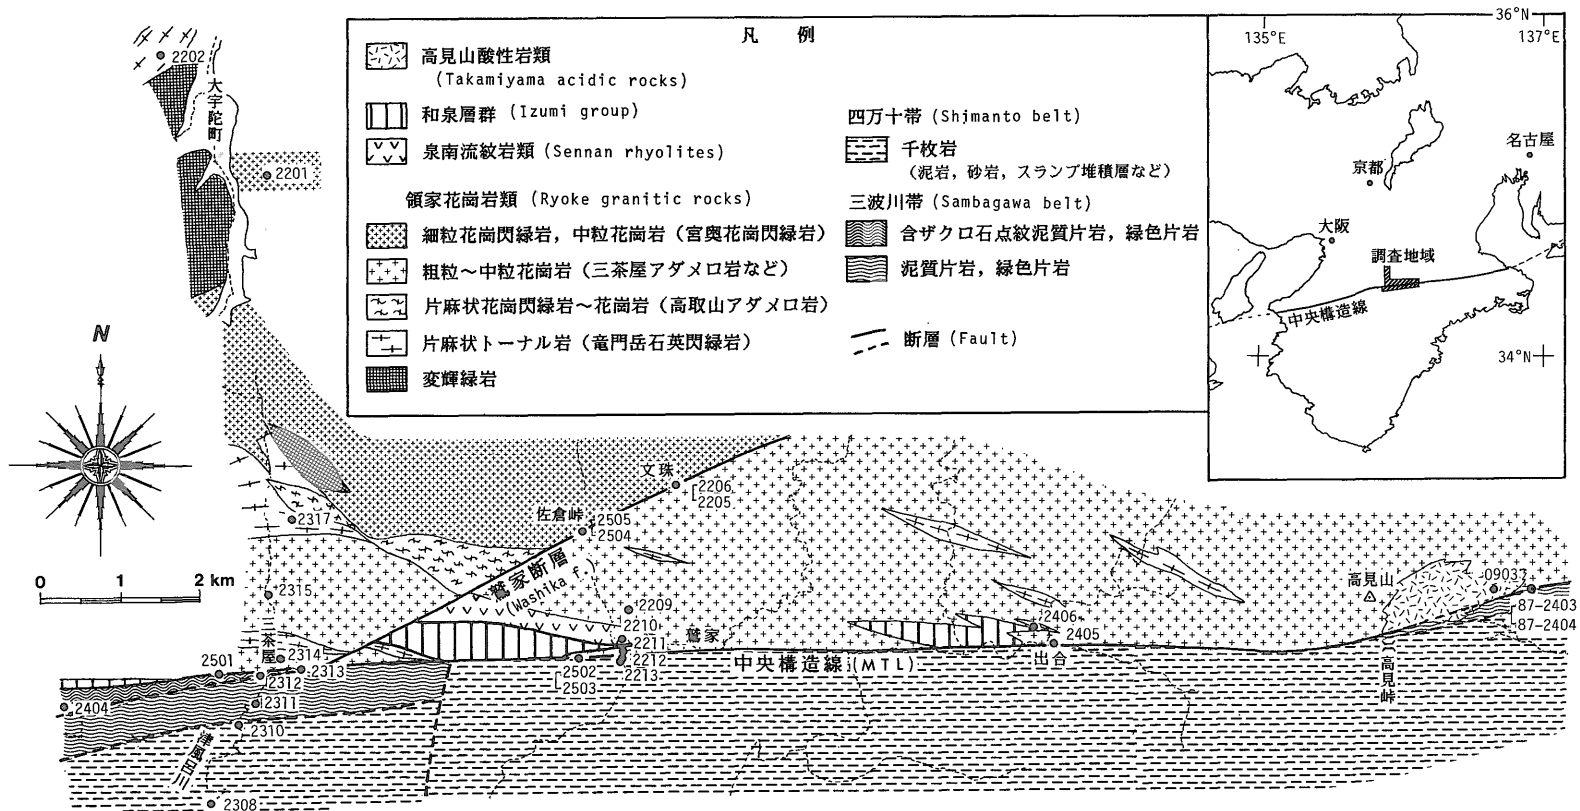 凡 例
高見山酸性岩類
(Takamiyama acidic rocks)
和泉層群 (Izumi group)
泉南流紋岩類 (Sennan rhyolites)
領家花崗岩類 (Ryoke granitic rocks)
細粒花崗閃緑岩，中粒花崗岩（宮奥花崗閃緑岩）
粗粒～中粒花崗岩（三茶屋アダメロ岩など）
片麻状花崗閃緑岩～花崗岩（高取山アダメロ岩）
片麻状トーナル岩（竜門岳石英閃緑岩）
変輝緑岩
四万十帯 (Shimanto belt)
千枚岩
（泥岩，砂岩，スランプ堆積層など）
三波川帯 (Sambagawa belt)
含ザクロ石点紋泥質片岩，緑色片岩
泥質片岩，緑色片岩
断層 (Fault)
36°N
135°E
137°E
名古屋
京都
大阪
調査地域
中央構造線
34°N
2202
大宇陀町
2201
N
0 1 2 km
文珠
2206
2205
佐倉峠
2505
2504
2317
鷲家断層
(Washika f.)
2315
2209
2210
2211
2212
2213
鷲家
三茶屋
2314
2313
2501
2312
2311
2310
2404
2502
2503
中央構造線 (MTL)
2406
2405
出合
高見山
09037
87-2403
87-2404
高見峠
津風呂川
2308